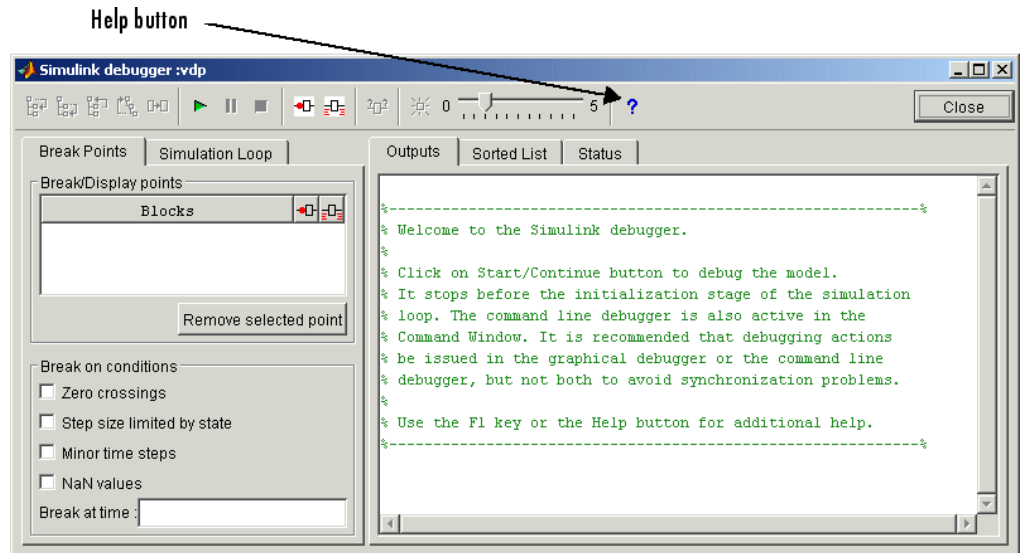 Help button
Simulink debugger :vdp
0 5 ?
Close
Break Points Simulation Loop
Break/Display points
Blocks
Remove selected point
Break on conditions
Zero crossings
Step size limited by state
Minor time steps
NaN values
Break at time :
Outputs Sorted List Status
%------------------------------------------------------------%
% Welcome to the Simulink debugger.
%
% Click on Start/Continue button to debug the model.
% It stops before the initialization stage of the simulation
% loop. The command line debugger is also active in the
% Command Window. It is recommended that debugging actions
% be issued in the graphical debugger or the command line
% debugger, but not both to avoid synchronization problems.
%
% Use the F1 key or the Help button for additional help.
%------------------------------------------------------------%